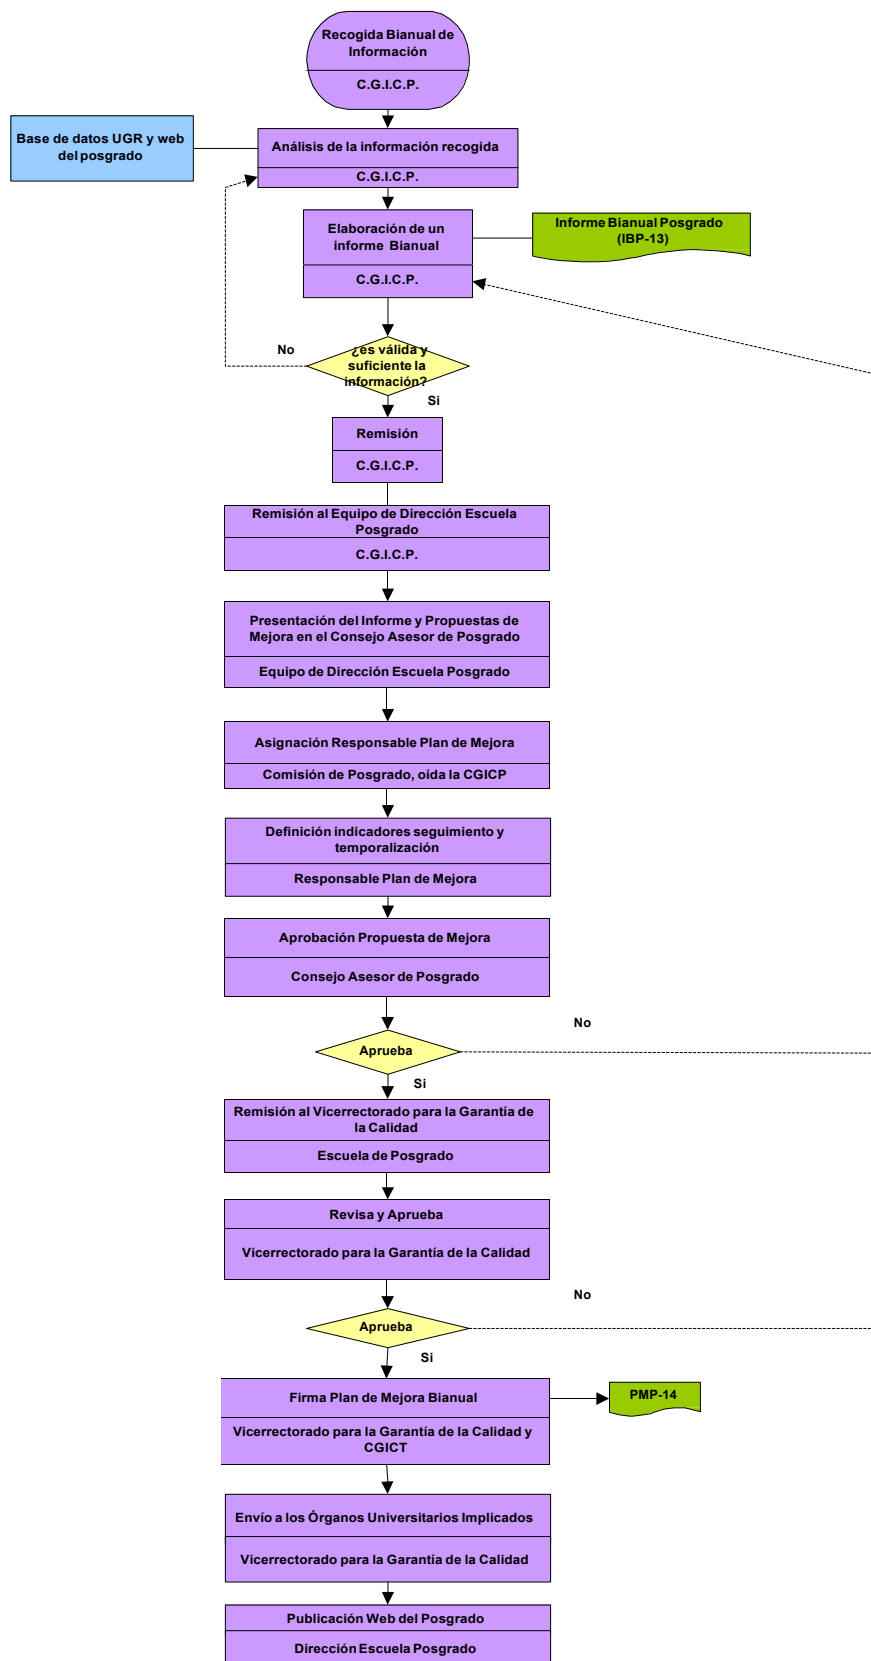 Recogida Bianual de
Información
C.G.I.C.P.
Base de datos UGR y web
del posgrado
Análisis de la información recogida
C.G.I.C.P.
Elaboración de un
informe Bianual
C.G.I.C.P.
Informe Bianual Posgrado
(IBP-13)
No
¿es válida y
suficiente la
información?
Si
Remisión
C.G.I.C.P.
Remisión al Equipo de Dirección Escuela
Posgrado
C.G.I.C.P.
Presentación del Informe y Propuestas de
Mejora en el Consejo Asesor de Posgrado
Equipo de Dirección Escuela Posgrado
Asignación Responsable Plan de Mejora
Comisión de Posgrado, oída la CGICP
Definición indicadores seguimiento y
temporalización
Responsable Plan de Mejora
Aprobación Propuesta de Mejora
Consejo Asesor de Posgrado
No
Aprueba
Si
Remisión al Vicerrectorado para la Garantía de
la Calidad
Escuela de Posgrado
Revisa y Aprueba
Vicerrectorado para la Garantía de la Calidad
No
Aprueba
Si
Firma Plan de Mejora Bianual
Vicerrectorado para la Garantía de la Calidad y
CGICT
PMP-14
Envío a los Órganos Universitarios Implicados
Vicerrectorado para la Garantía de la Calidad
Publicación Web del Posgrado
Dirección Escuela Posgrado